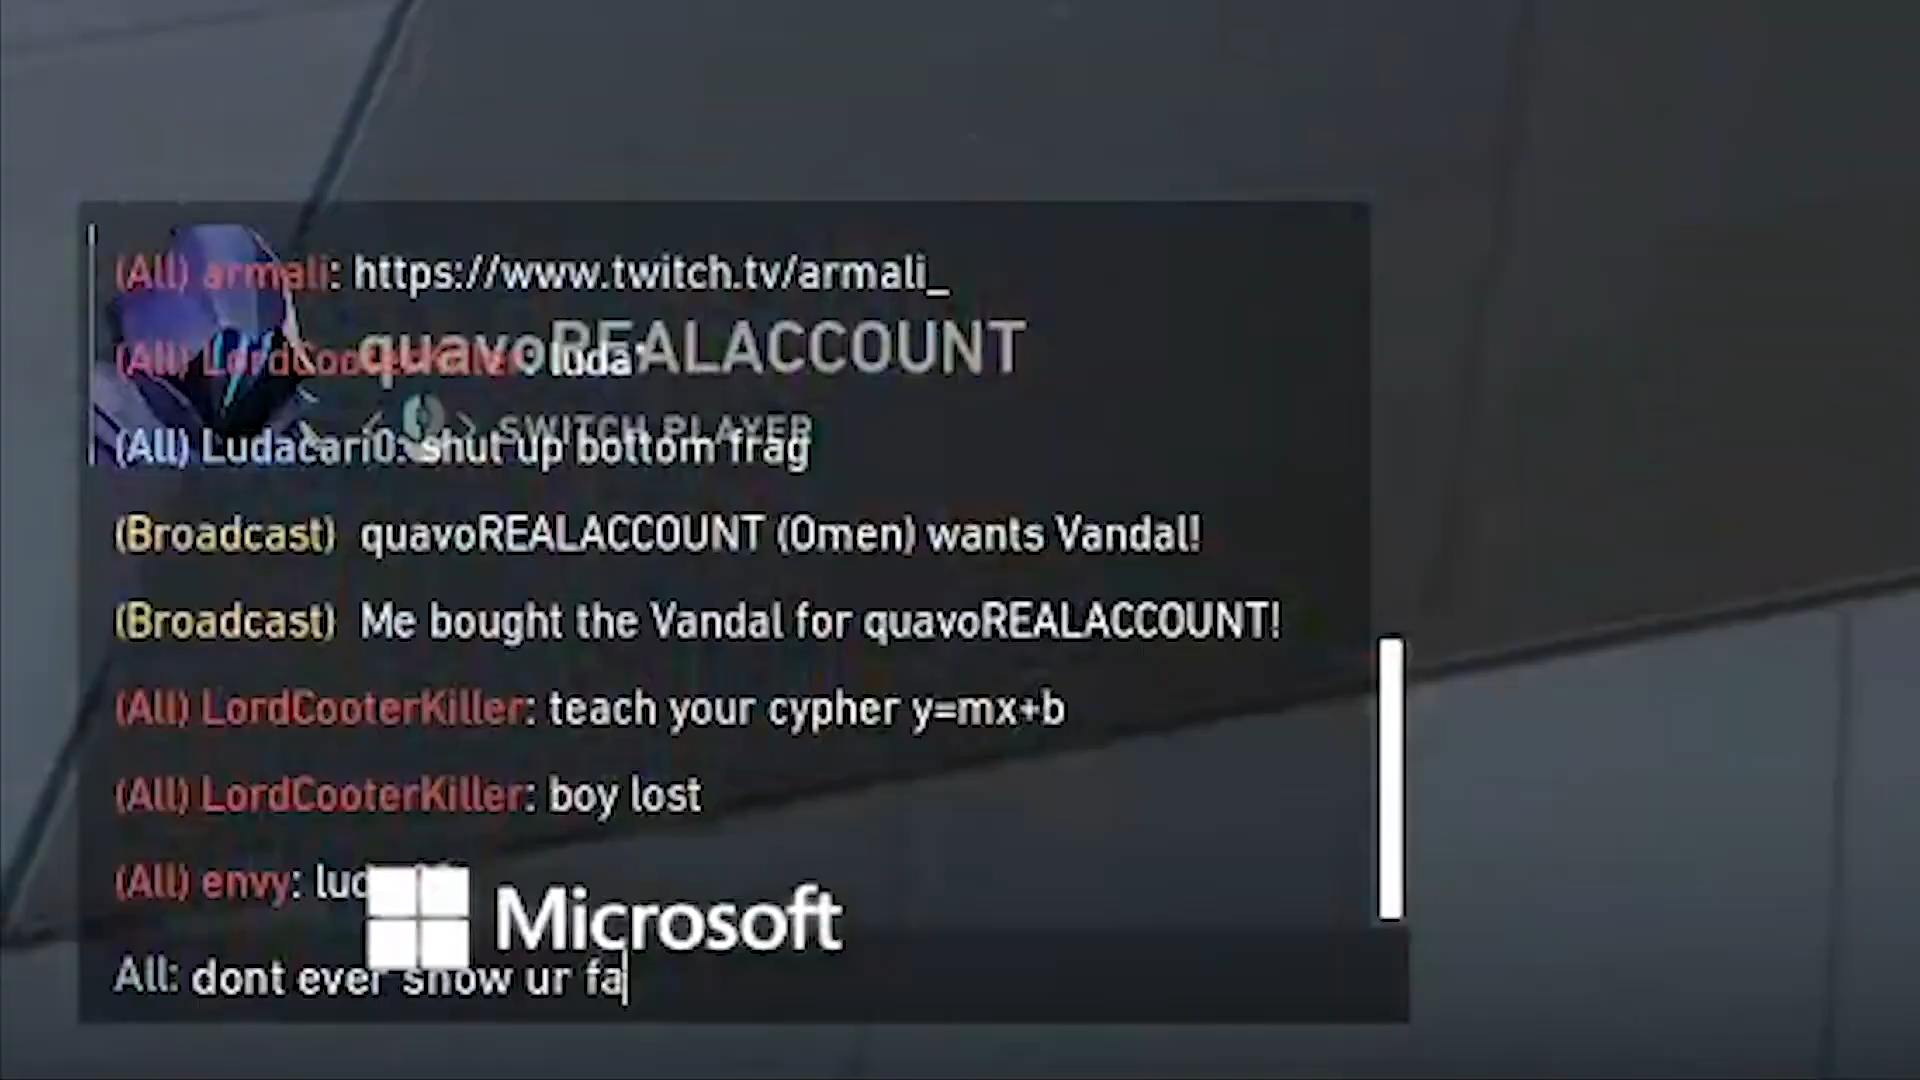 (All) armali: https://www.twitch.tv/armali_
quavoREALACCOUNT
(All) LordCooterKiller: luda
SWITCH PLAYER
(All) Ludacari0: shut up bottom frag
(Broadcast) quavoREALACCOUNT (Omen) wants Vandal!
(Broadcast) Me bought the Vandal for quavoREALACCOUNT!
(All) LordCooterKiller: teach your cypher y=mx+b
(All) LordCooterKiller: boy lost
(All) envy:
Microsoft
All: dont ever show ur fa